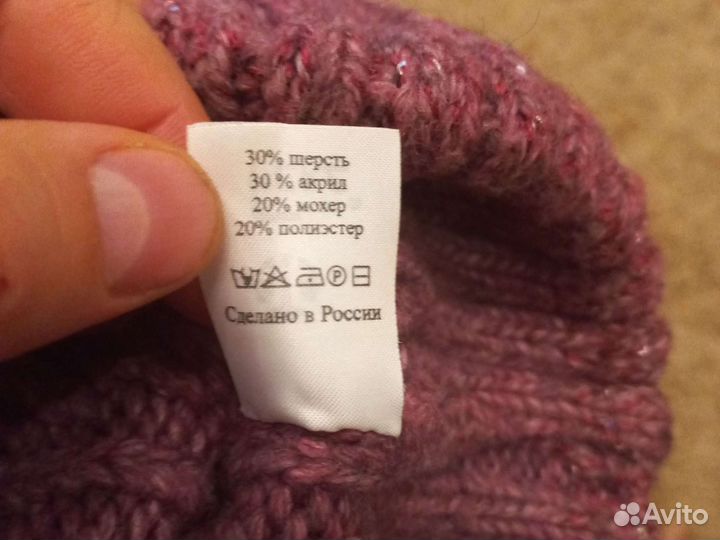 30% шерсть
30 % акрил
20% мохер
20% полиэстер
P
Сделано в России
Avito